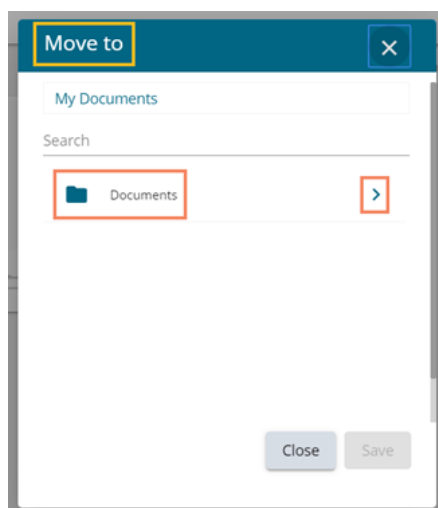 Move to
My Documents
Search
Documents
Close Save